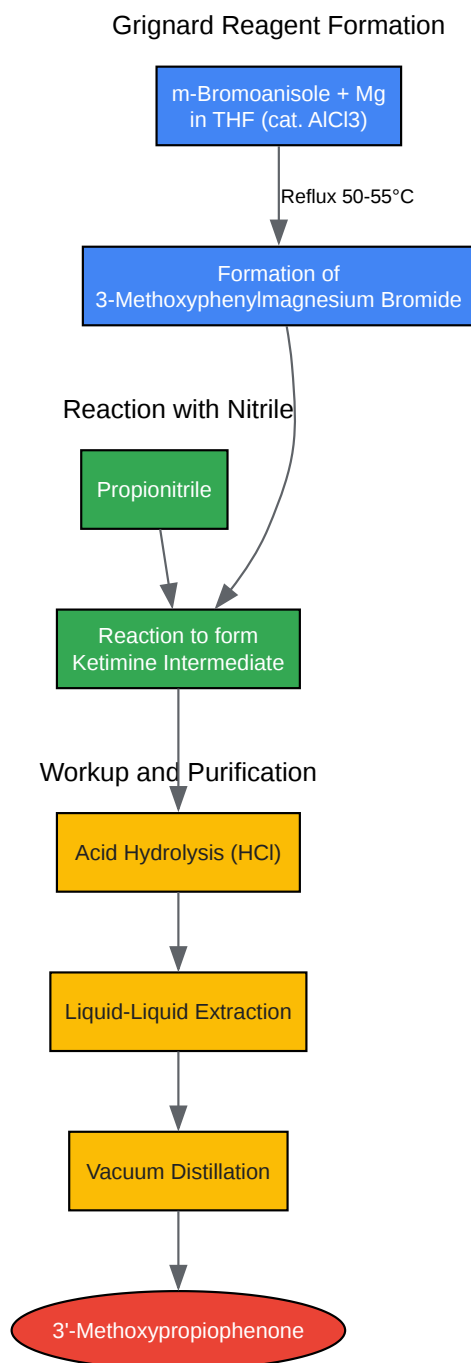 Grignard Reagent Formation
m-Bromoanisole + Mg
in THF (cat. AlCl3)
Reflux 50-55°C
Formation of
3-Methoxyphenylmagnesium Bromide
Reaction with Nitrile
Propionitrile
Reaction to form
Ketimine Intermediate
Workup and Purification
Acid Hydrolysis (HCl)
Liquid-Liquid Extraction
Vacuum Distillation
3'-Methoxypropiophenone